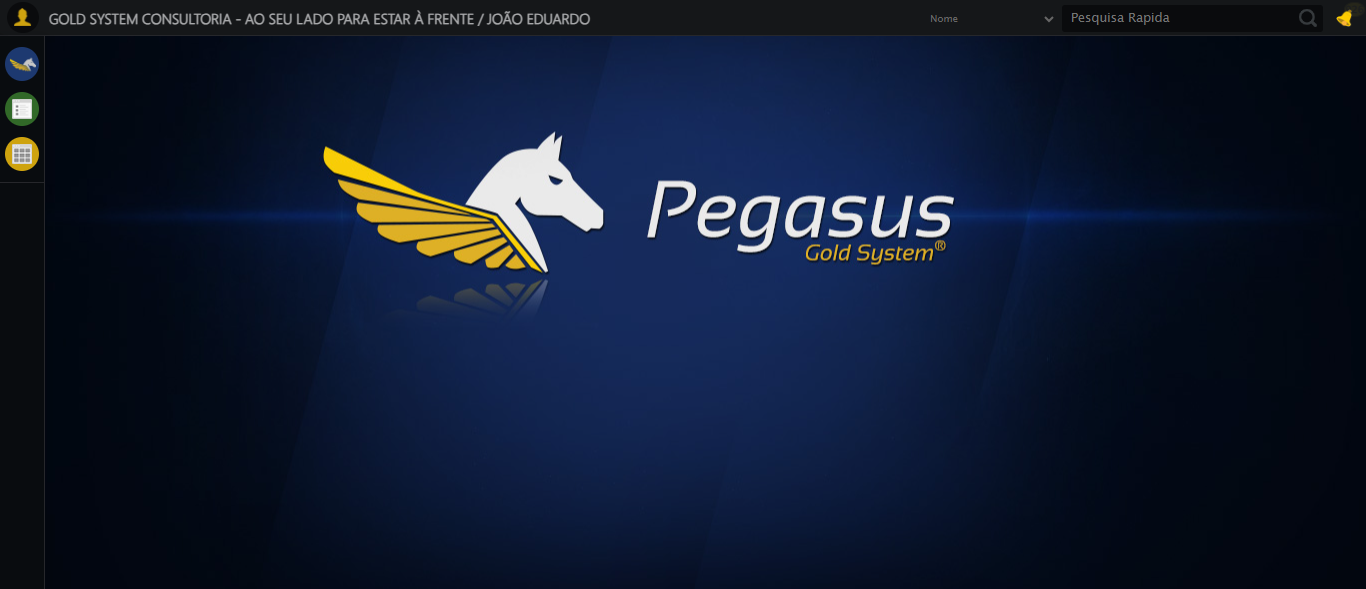 GOLD SYSTEM CONSULTORIA - AO SEU LADO PARA ESTAR À FRENTE / JOÃO EDUARDO
Nome
Pesquisa Rapida
Pegasus
Gold System®